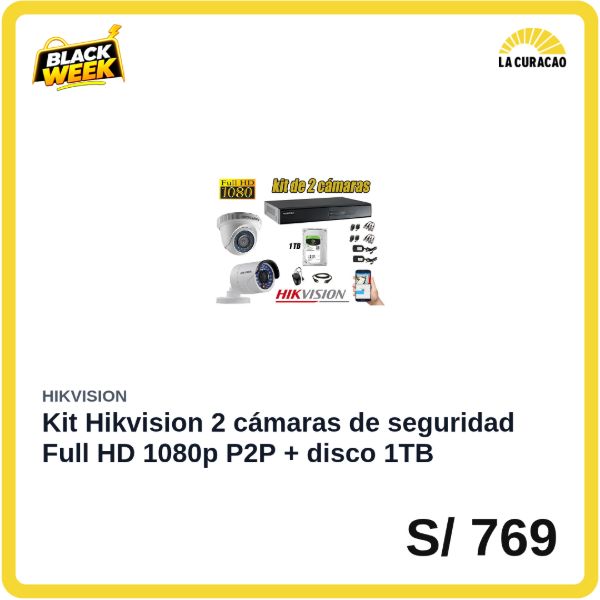 BLACK
WEEK
LA CURACAO
Full HD
1080
kit de 2 cámaras
1TB
HIKVISION
HIKVISION
Kit Hikvision 2 cámaras de seguridad
Full HD 1080p P2P + disco 1TB
S/ 769